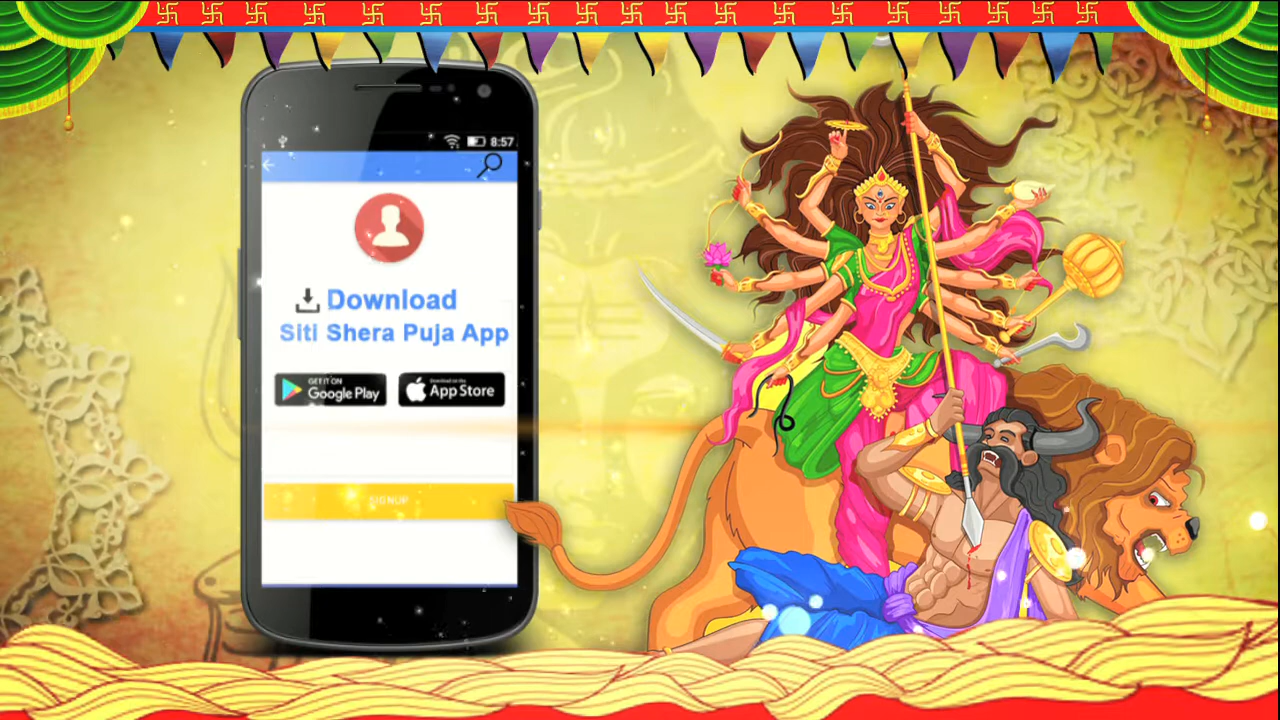 8:57
Download
Siti Shera Puja App
GET IT ON
Google Play
Download on the
App Store
SIGNUP